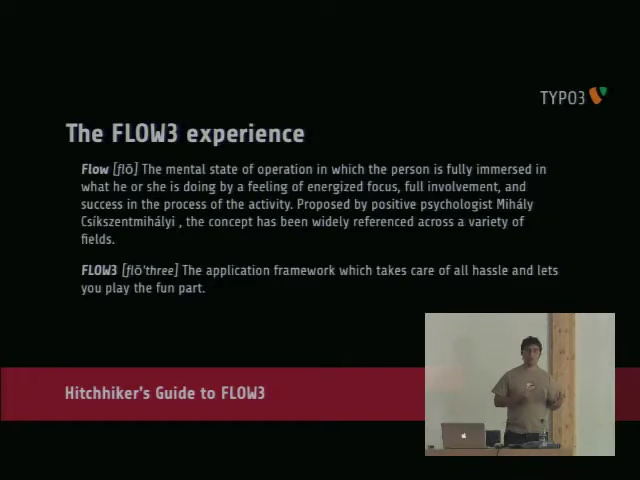 TYPO3
The FLOW3 experience
Flow [flō] The mental state of operation in which the person is fully immersed in
what he or she is doing by a feeling of energized focus, full involvement, and
success in the process of the activity. Proposed by positive psychologist Mihály
Csíkszentmihályi , the concept has been widely referenced across a variety of
fields.
FLOW3 [flō'three] The application framework which takes care of all hassle and lets
you play the fun part.
Hitchhiker's Guide to FLOW3